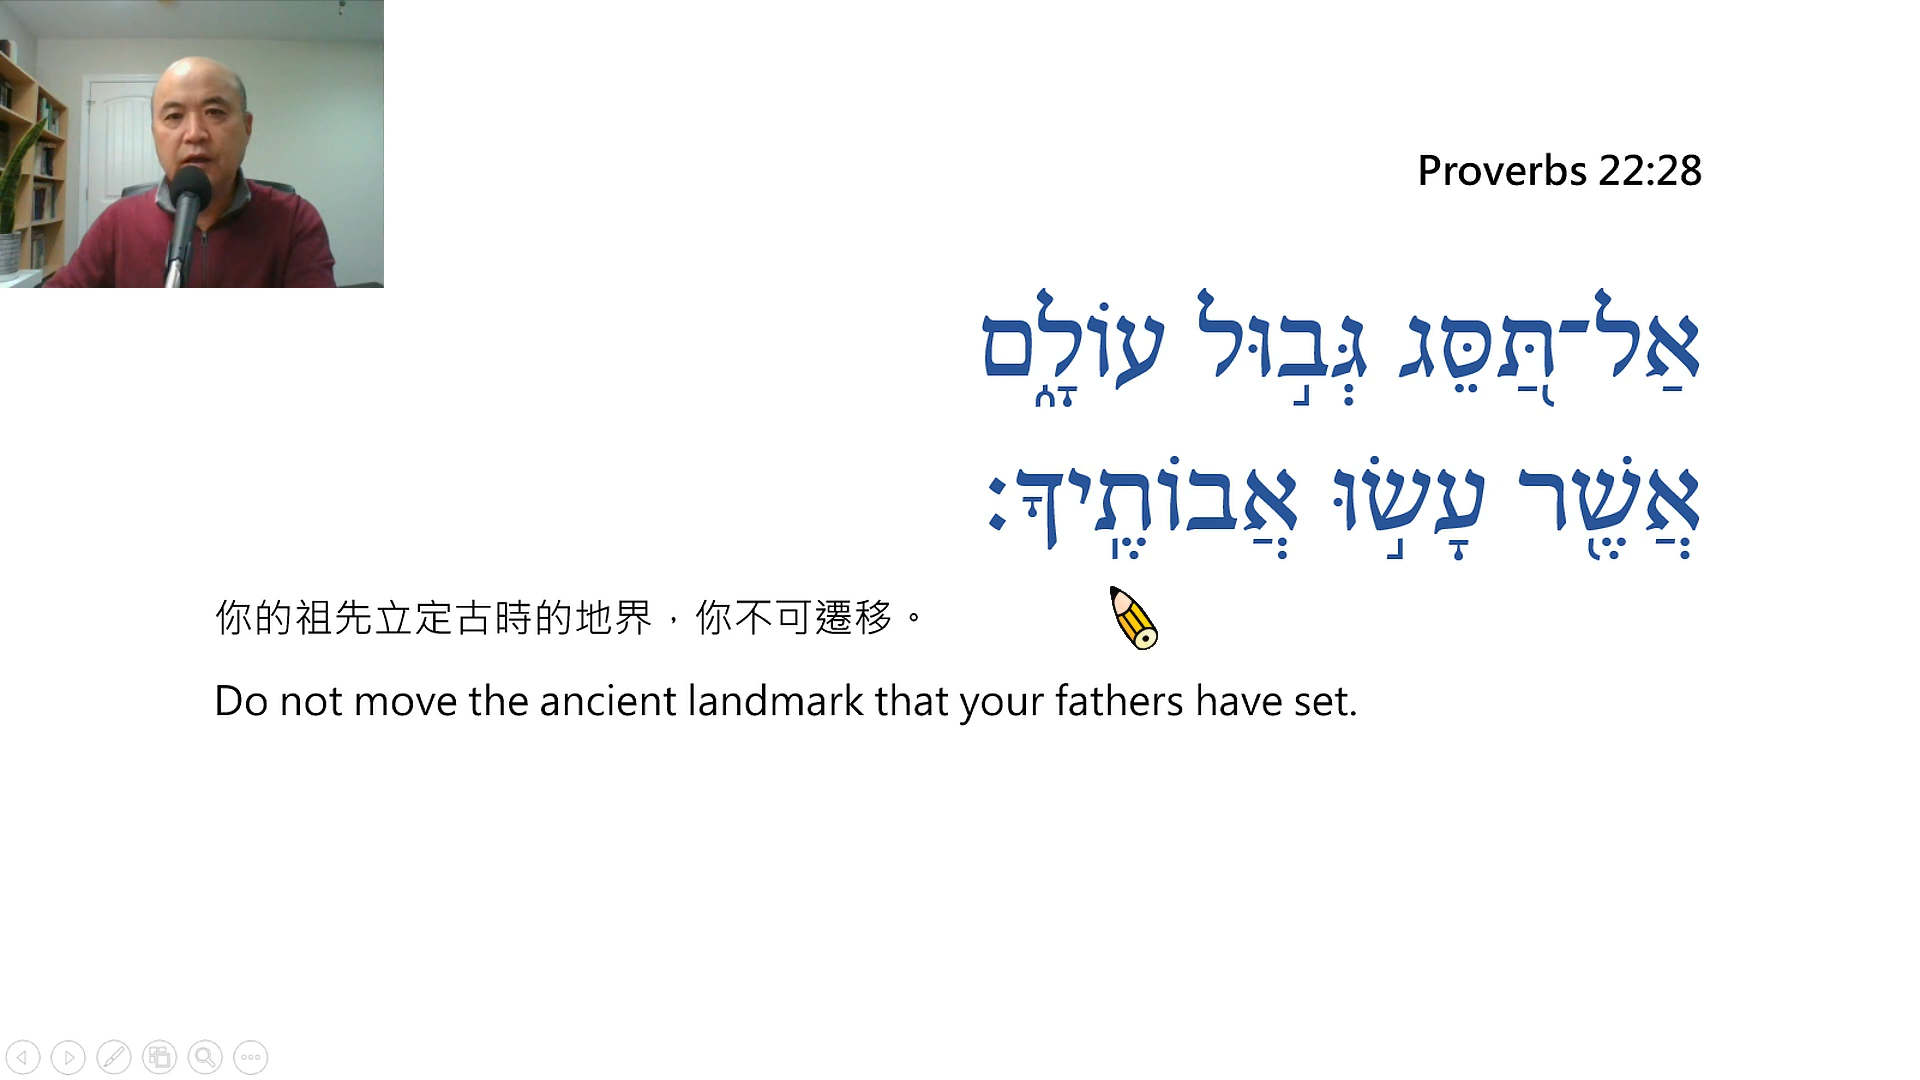 Proverbs 22:28
אַל־תַּ֭סֵּג גְּב֣וּל עוֹלָ֑ם
אֲשֶׁ֖ר עָשׂ֣וּ אֲבוֹתֶֽיךָ׃
你的祖先立定古時的地界，你不可遷移。
Do not move the ancient landmark that your fathers have set.